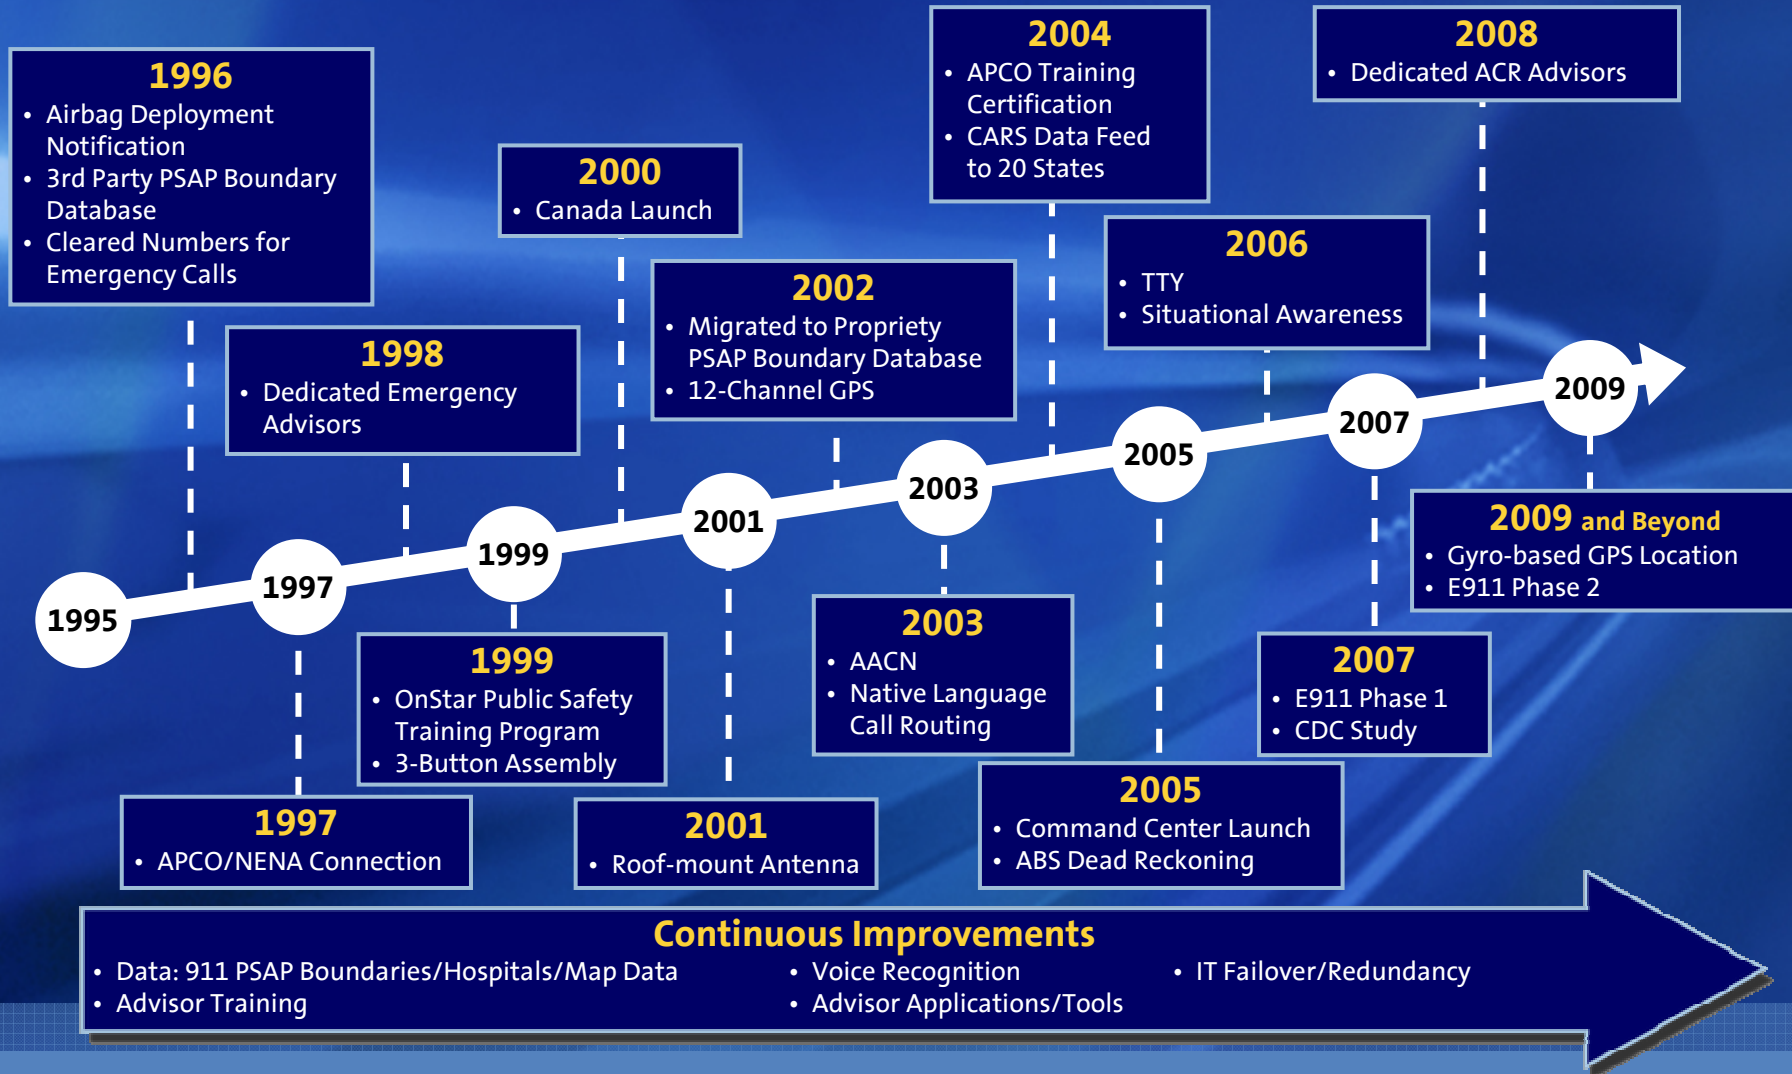 1996
• Airbag Deployment
Notification
• 3rd Party PSAP Boundary
Database
• Cleared Numbers for
Emergency Calls
1998
• Dedicated Emergency
Advisors
2000
• Canada Launch
2002
• Migrated to Propriety
PSAP Boundary Database
• 12-Channel GPS
2004
• APCO Training
Certification
• CARS Data Feed
to 20 States
2006
• TTY
• Situational Awareness
2008
• Dedicated ACR Advisors
1995
1997
1999
2001
2003
2005
2007
2009
1997
• APCO/NENA Connection
1999
• OnStar Public Safety
Training Program
• 3-Button Assembly
2001
• Roof-mount Antenna
2003
• AACN
• Native Language
Call Routing
2005
• Command Center Launch
• ABS Dead Reckoning
2007
• E911 Phase 1
• CDC Study
2009 and Beyond
• Gyro-based GPS Location
• E911 Phase 2
Continuous Improvements
• Data: 911 PSAP Boundaries/Hospitals/Map Data
• Advisor Training
• Voice Recognition
• Advisor Applications/Tools
• IT Failover/Redundancy